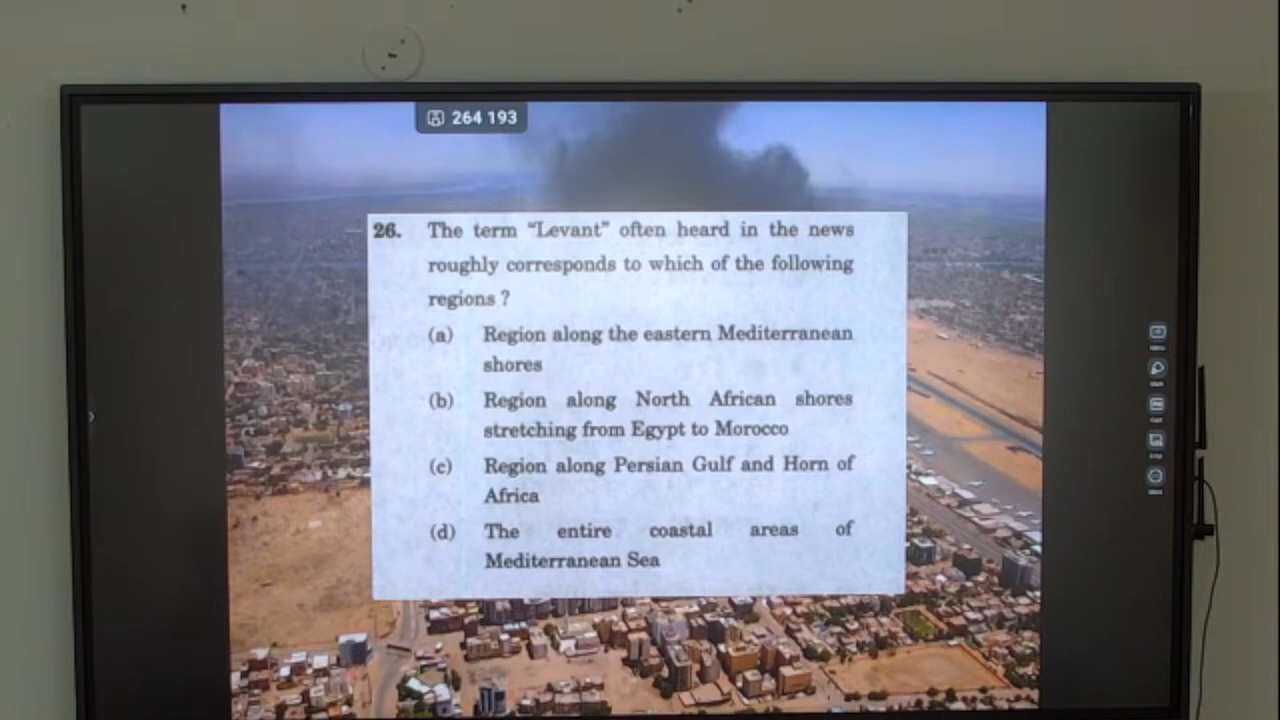 264 193
26. The term “Levant” often heard in the news
roughly corresponds to which of the following
regions ?
(a) Region along the eastern Mediterranean
shores
(b) Region along North African shores
stretching from Egypt to Morocco
(c) Region along Persian Gulf and Horn of
Africa
(d) The entire coastal areas of
Mediterranean Sea